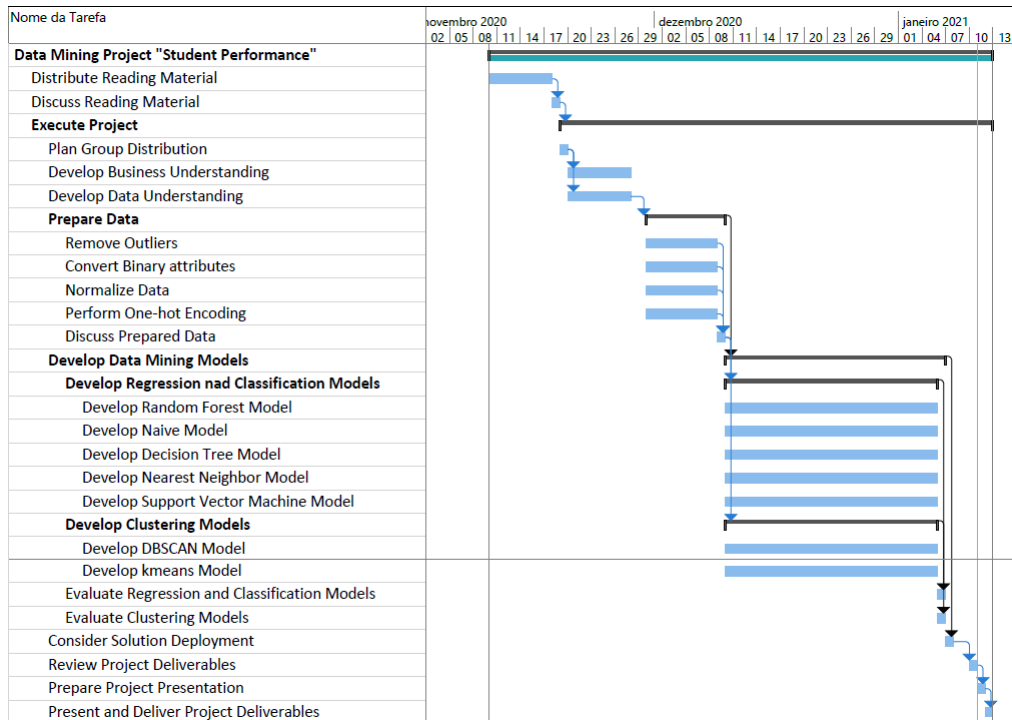 Nome da Tarefa
novembro 2020 dezembro 2020 janeiro 2021
02 05 08 11 14 17 20 23 26 29 02 05 08 11 14 17 20 23 26 29 01 04 07 10 13
Data Mining Project "Student Performance"
Distribute Reading Material
Discuss Reading Material
Execute Project
Plan Group Distribution
Develop Business Understanding
Develop Data Understanding
Prepare Data
Remove Outliers
Convert Binary attributes
Normalize Data
Perform One-hot Encoding
Discuss Prepared Data
Develop Data Mining Models
Develop Regression nad Classification Models
Develop Random Forest Model
Develop Naive Model
Develop Decision Tree Model
Develop Nearest Neighbor Model
Develop Support Vector Machine Model
Develop Clustering Models
Develop DBSCAN Model
Develop kmeans Model
Evaluate Regression and Classification Models
Evaluate Clustering Models
Consider Solution Deployment
Review Project Deliverables
Prepare Project Presentation
Present and Deliver Project Deliverables